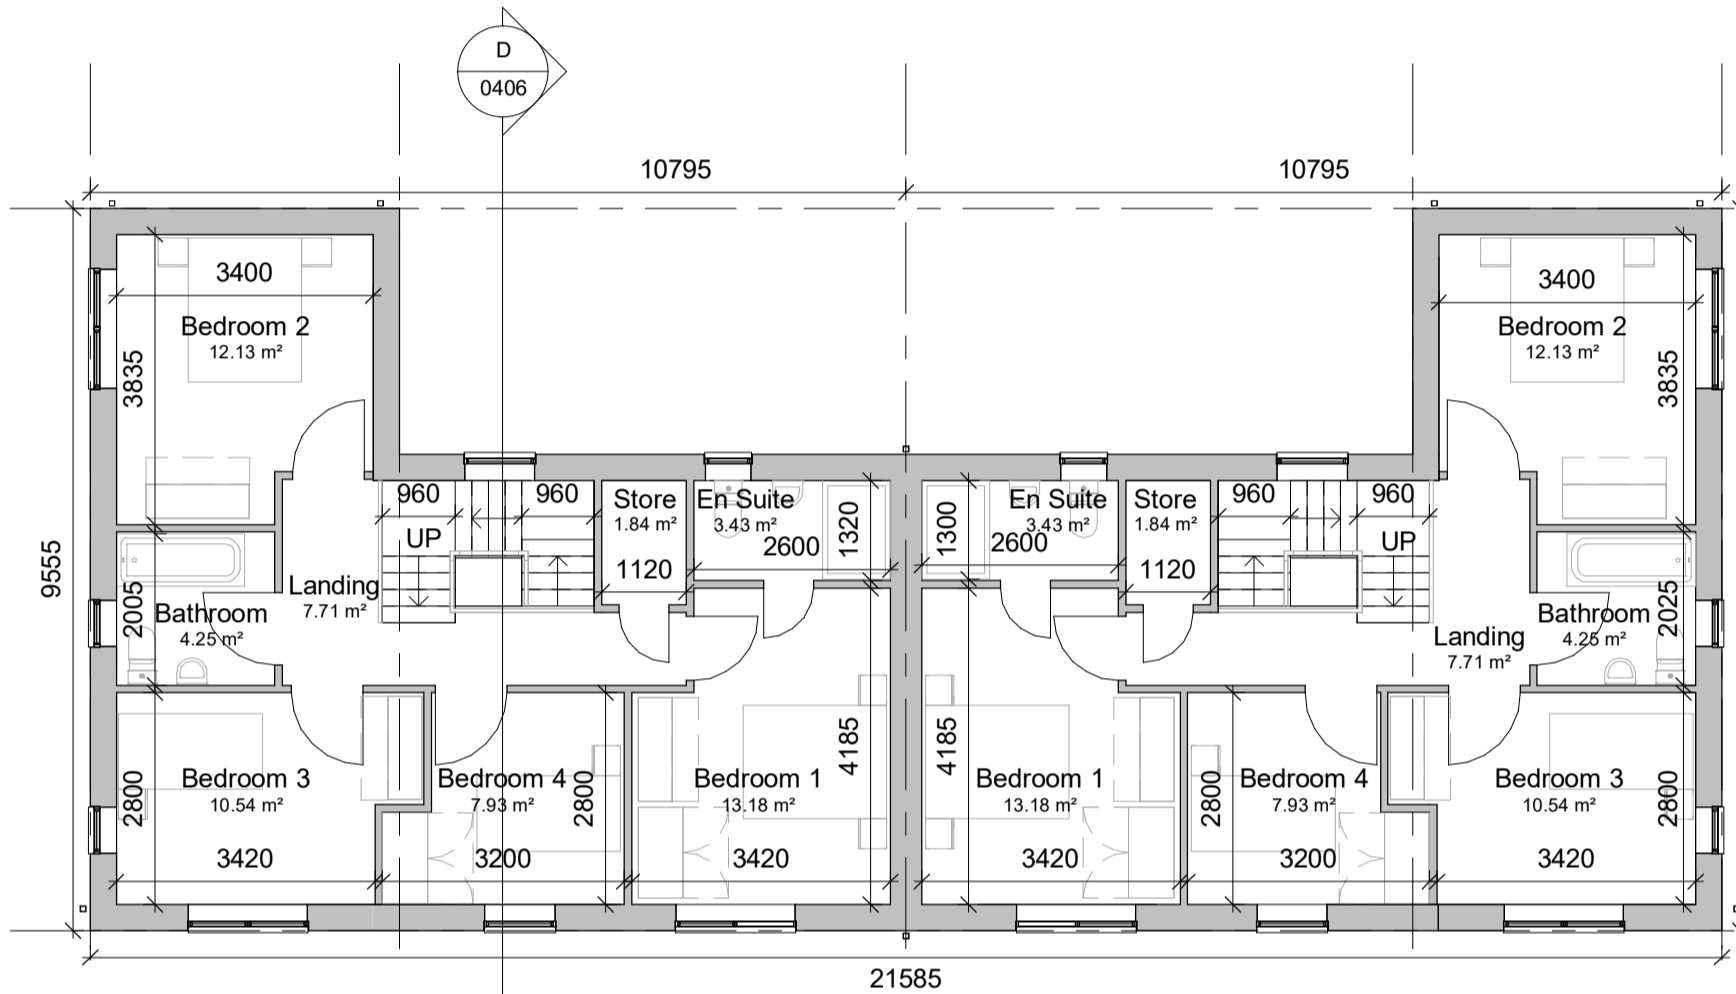 D
0406
10795
10795
3400
3400
Bedroom 2
12.13 m²
Bedroom 2
12.13 m²
3835
3835
960
960
Store
1.84 m²
En Suite
3.43 m²
1320
1300
En Suite
3.43 m²
Store
1.84 m²
960
960
UP
2600
2600
UP
1120
1120
9555
2005
Bathroom
4.25 m²
Landing
7.71 m²
Landing
7.71 m²
Bathroom
4.25 m²
2025
4185
4185
2800
Bedroom 3
10.54 m²
Bedroom 4
7.93 m²
2800
Bedroom 1
13.18 m²
Bedroom 1
13.18 m²
2800
Bedroom 4
7.93 m²
Bedroom 3
10.54 m²
2800
3420
3200
3420
3420
3200
3420
21585